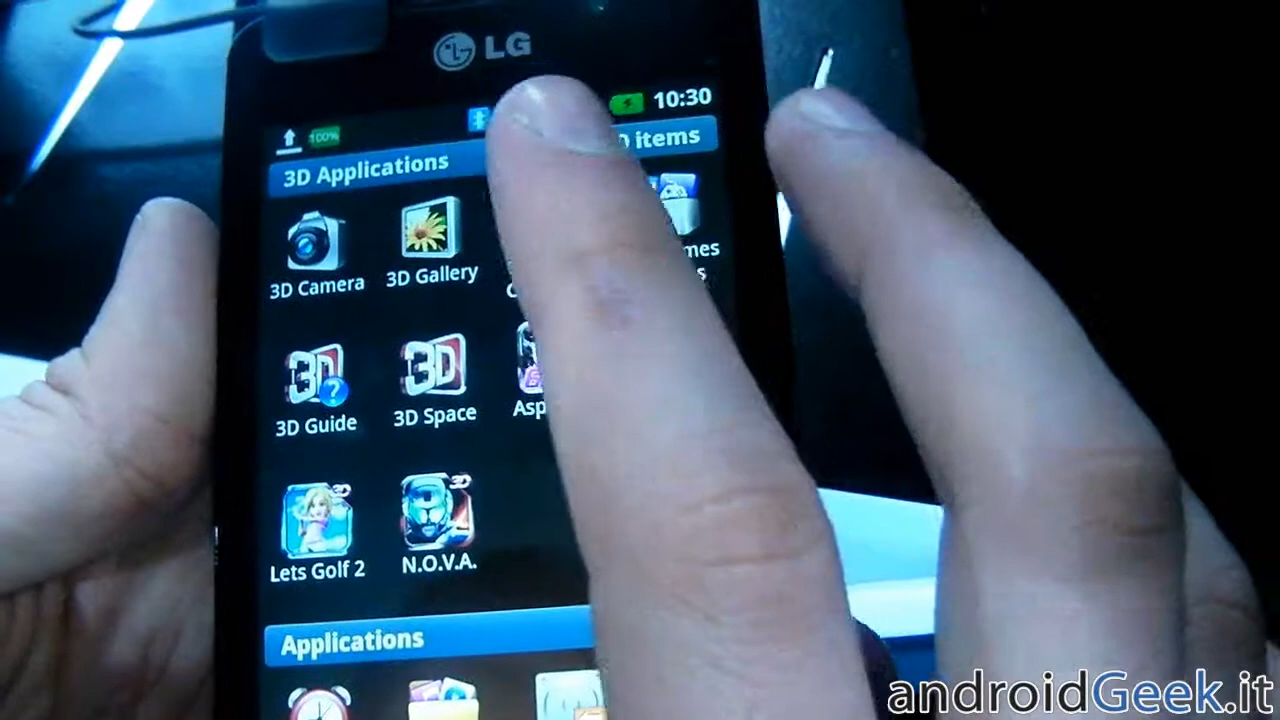 LG
100%
10:30
3D Applications
items
3D Camera
3D Gallery
3D Guide
3D Space
Asp
Lets Golf 2
N.O.V.A.
Applications
androidGeek.it